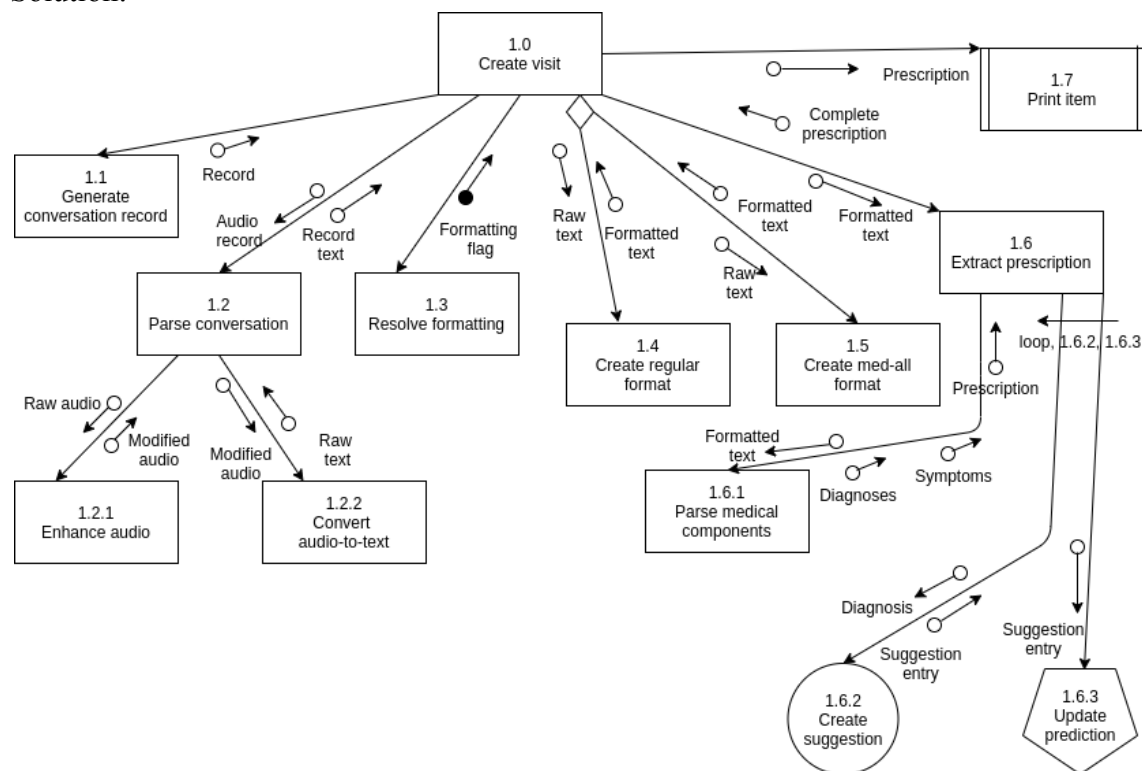 Solution:
1.0
Create visit
Prescription
1.7
Print item
Complete
prescription
Record
1.1
Generate
conversation record
Audio
record
Record
text
Formatting
flag
Raw
text
Formatted
text
Formatted
text
Raw
text
Formatted
text
1.6
Extract prescription
1.2
Parse conversation
1.3
Resolve formatting
1.4
Create regular
format
1.5
Create med-all
format
loop, 1.6.2, 1.6.3
Prescription
Raw audio
Modified
audio
Modified
audio
Raw
text
Formatted
text
Diagnoses
Symptoms
1.2.1
Enhance audio
1.2.2
Convert
audio-to-text
1.6.1
Parse medical
components
Diagnosis
Suggestion
entry
Suggestion
entry
1.6.2
Create
suggestion
1.6.3
Update
prediction